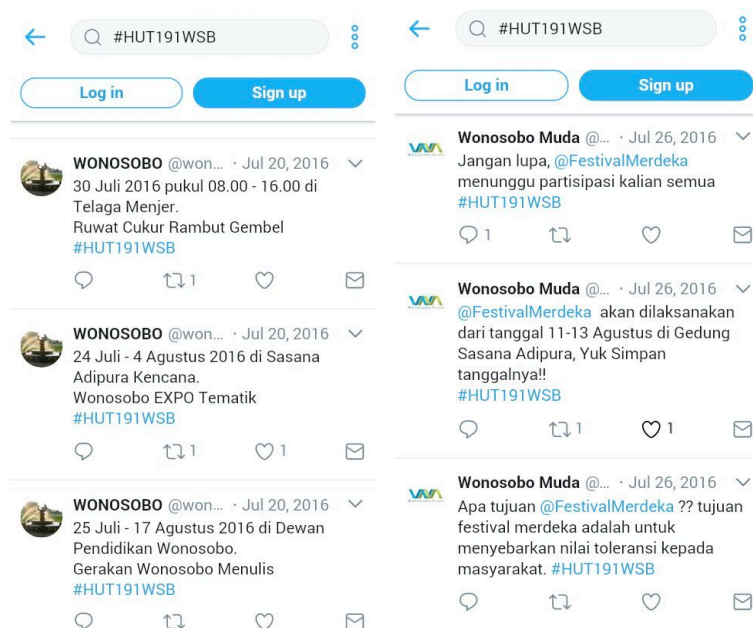 #HUT191WSB
Log in
Sign up
WONOSOBO @won... · Jul 20, 2016
30 Juli 2016 pukul 08.00 - 16.00 di
Telaga Menjer.
Ruwat Cukur Rambut Gembel
#HUT191WSB
1
WONOSOBO @won... · Jul 20, 2016
24 Juli - 4 Agustus 2016 di Sasana
Adipura Kencana.
Wonosobo EXPO Tematik
#HUT191WSB
1 1
WONOSOBO @won... · Jul 20, 2016
25 Juli - 17 Agustus 2016 di Dewan
Pendidikan Wonosobo.
Gerakan Wonosobo Menulis
#HUT191WSB
#HUT191WSB
Log in
Sign up
Wonosobo Muda @... · Jul 26, 2016
Jangan lupa, @FestivalMerdeka
menunggu partisipasi kalian semua
#HUT191WSB
1
Wonosobo Muda @... · Jul 26, 2016
@FestivalMerdeka akan dilaksanakan
dari tanggal 11-13 Agustus di Gedung
Sasana Adipura, Yuk Simpan
tanggalnya!!
#HUT191WSB
1 1
Wonosobo Muda @... · Jul 26, 2016
Apa tujuan @FestivalMerdeka ?? tujuan
festival merdeka adalah untuk
menyebarkan nilai toleransi kepada
masyarakat. #HUT191WSB